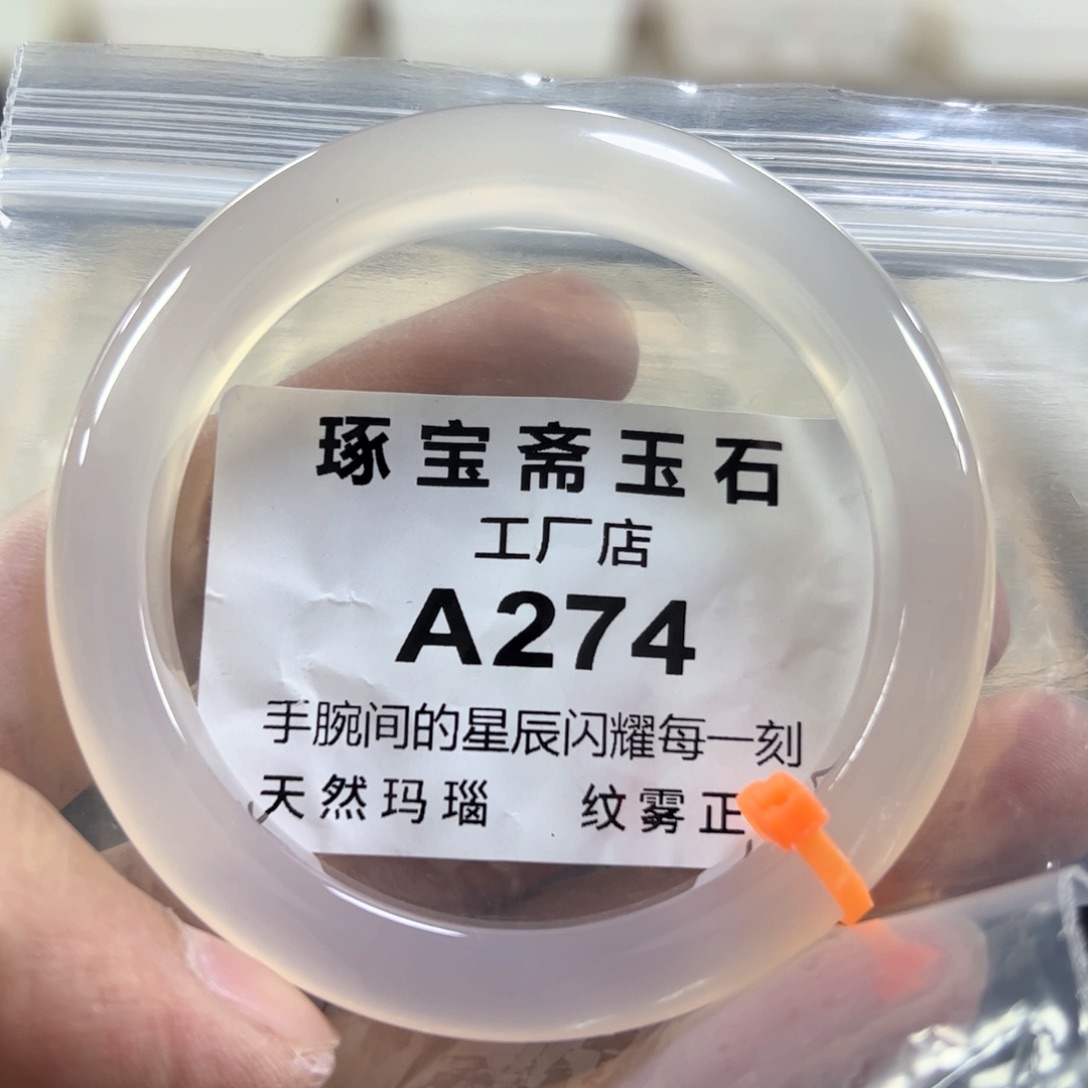 琢宝斋玉石
工厂店
A274
手腕间的星辰闪耀每一刻
天然玛瑙 纹雾正